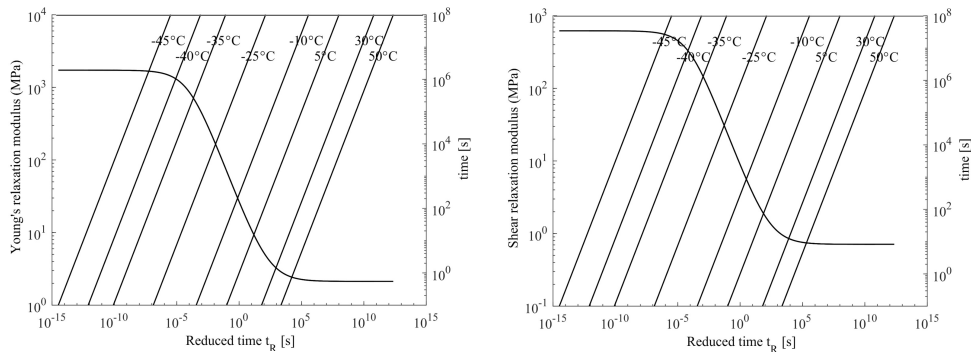 10^4
10^3
10^2
10^1
10^0
Young's relaxation modulus (MPa)
-45°C -35°C -10°C 30°C
-40°C -25°C 5°C 50°C
10^8
10^6
10^4
10^2
10^0
time [s]
10^-15 10^-10 10^-5 10^0 10^5 10^10 10^15
Reduced time t_R [s]
10^3
10^2
10^1
10^0
10^-1
Shear relaxation modulus (MPa)
-45°C -35°C -10°C 30°C
-40°C -25°C 5°C 50°C
10^8
10^6
10^4
10^2
10^0
time [s]
10^-15 10^-10 10^-5 10^0 10^5 10^10 10^15
Reduced time t_R [s]